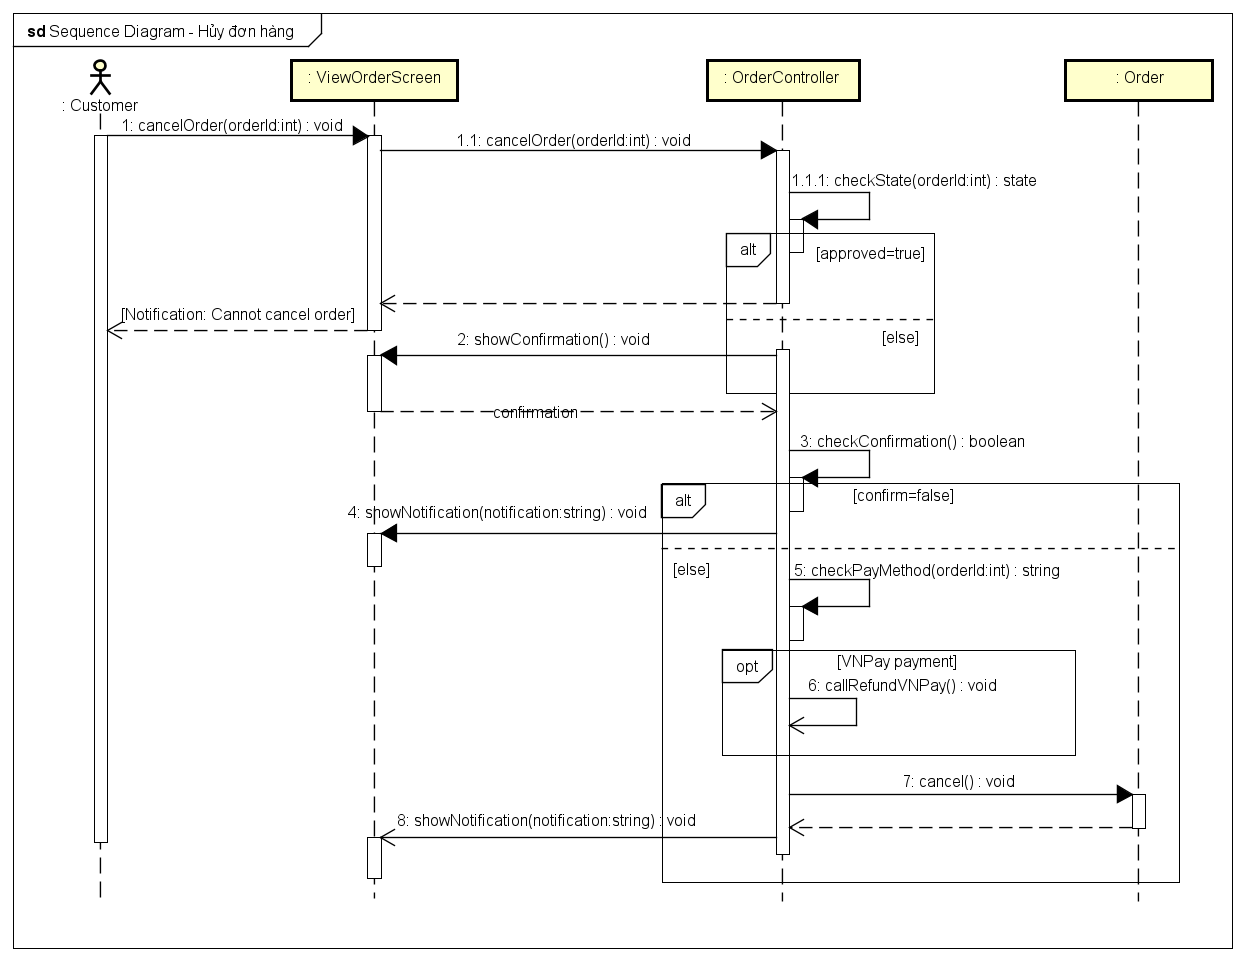 sd Sequence Diagram - Hủy đơn hàng
: Customer
: ViewOrderScreen
: OrderController
: Order
1: cancelOrder(orderId:int) : void
1.1: cancelOrder(orderId:int) : void
1.1.1: checkState(orderId:int) : state
alt
[approved=true]
[Notification: Cannot cancel order]
[else]
2: showConfirmation() : void
confirmation
3: checkConfirmation() : boolean
alt
[confirm=false]
4: showNotification(notification:string) : void
[else]
5: checkPayMethod(orderId:int) : string
opt
[VNPay payment]
6: callRefundVNPay() : void
7: cancel() : void
8: showNotification(notification:string) : void